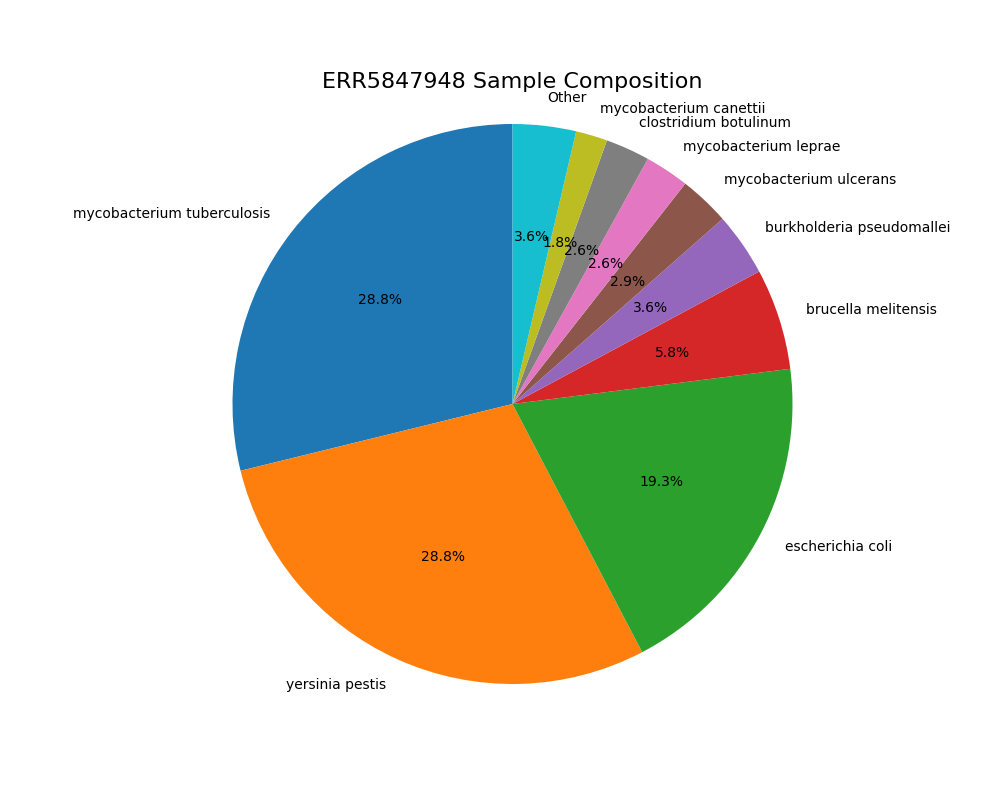 ERR5847948 Sample Composition
Other
mycobacterium canettii
clostridium botulinum
mycobacterium leprae
mycobacterium ulcerans
mycobacterium tuberculosis
burkholderia pseudomallei
3.6%
1.8%
2.6%
2.6%
2.9%
28.8%
3.6%
brucella melitensis
5.8%
19.3%
escherichia coli
28.8%
yersinia pestis